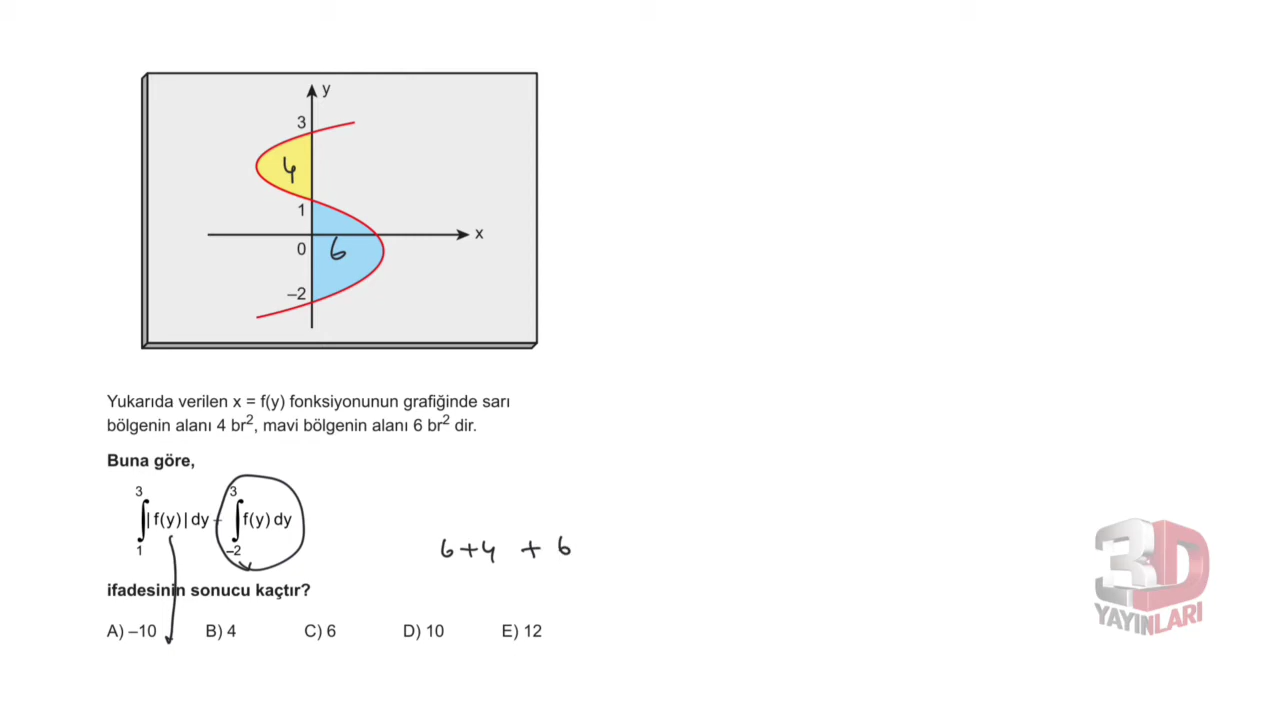 y
3
4
1
x
0
6
–2
Yukarıda verilen x = f(y) fonksiyonunun grafiğinde sarı
bölgenin alanı 4 br², mavi bölgenin alanı 6 br² dir.
Buna göre,
3 3
∫| f(y) | dy – ∫f(y) dy
1 –2
6+4 + 6
ifadesinin sonucu kaçtır?
A) –10 B) 4 C) 6 D) 10 E) 12
3D
YAYINLARI